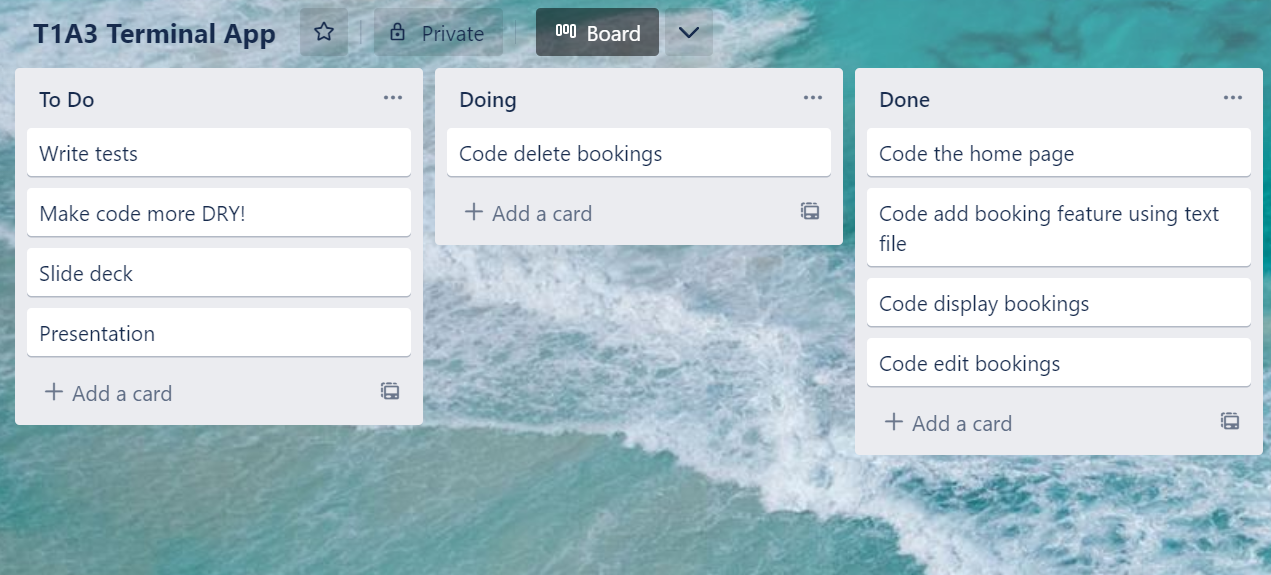 T1A3 Terminal App
Private
Board
To Do
Write tests
Make code more DRY!
Slide deck
Presentation
Add a card
Doing
Code delete bookings
Add a card
Done
Code the home page
Code add booking feature using text
file
Code display bookings
Code edit bookings
Add a card